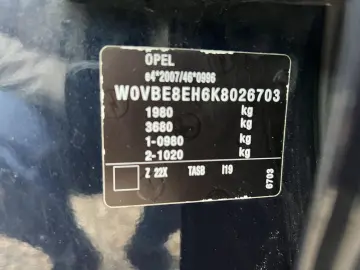 OPEL
e4*2007/46*0996
W0VBE8EH6K8026703
1980 kg
3680 kg
1-0980 kg
2-1020 kg
Z 22X TASB I19
6703